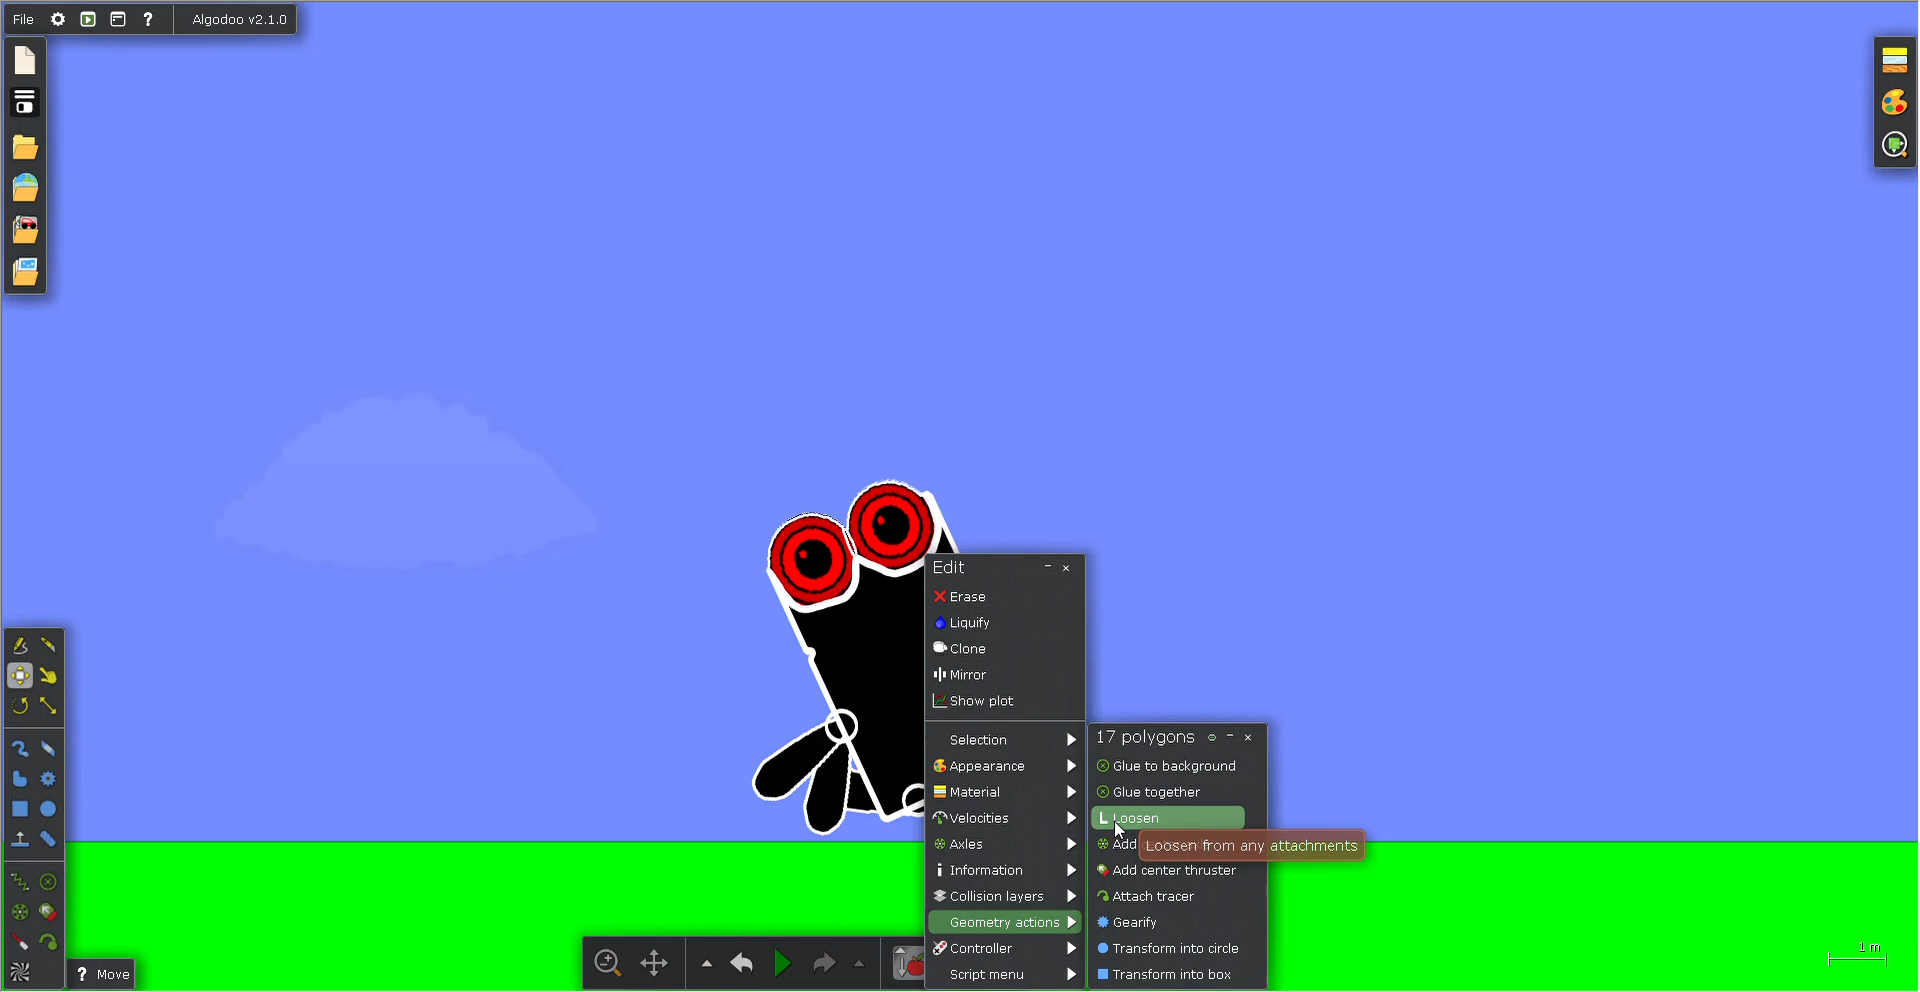 File
?
Algodoo v2.1.0
Edit
Erase
Liquify
Clone
Mirror
Show plot
Selection
Appearance
Material
Velocities
Axles
Information
Collision layers
Geometry actions
Controller
Script menu
17 polygons
Glue to background
Glue together
Loosen
Add
Loosen from any attachments
Add center thruster
Attach tracer
Gearify
Transform into circle
Transform into box
1 m
? Move